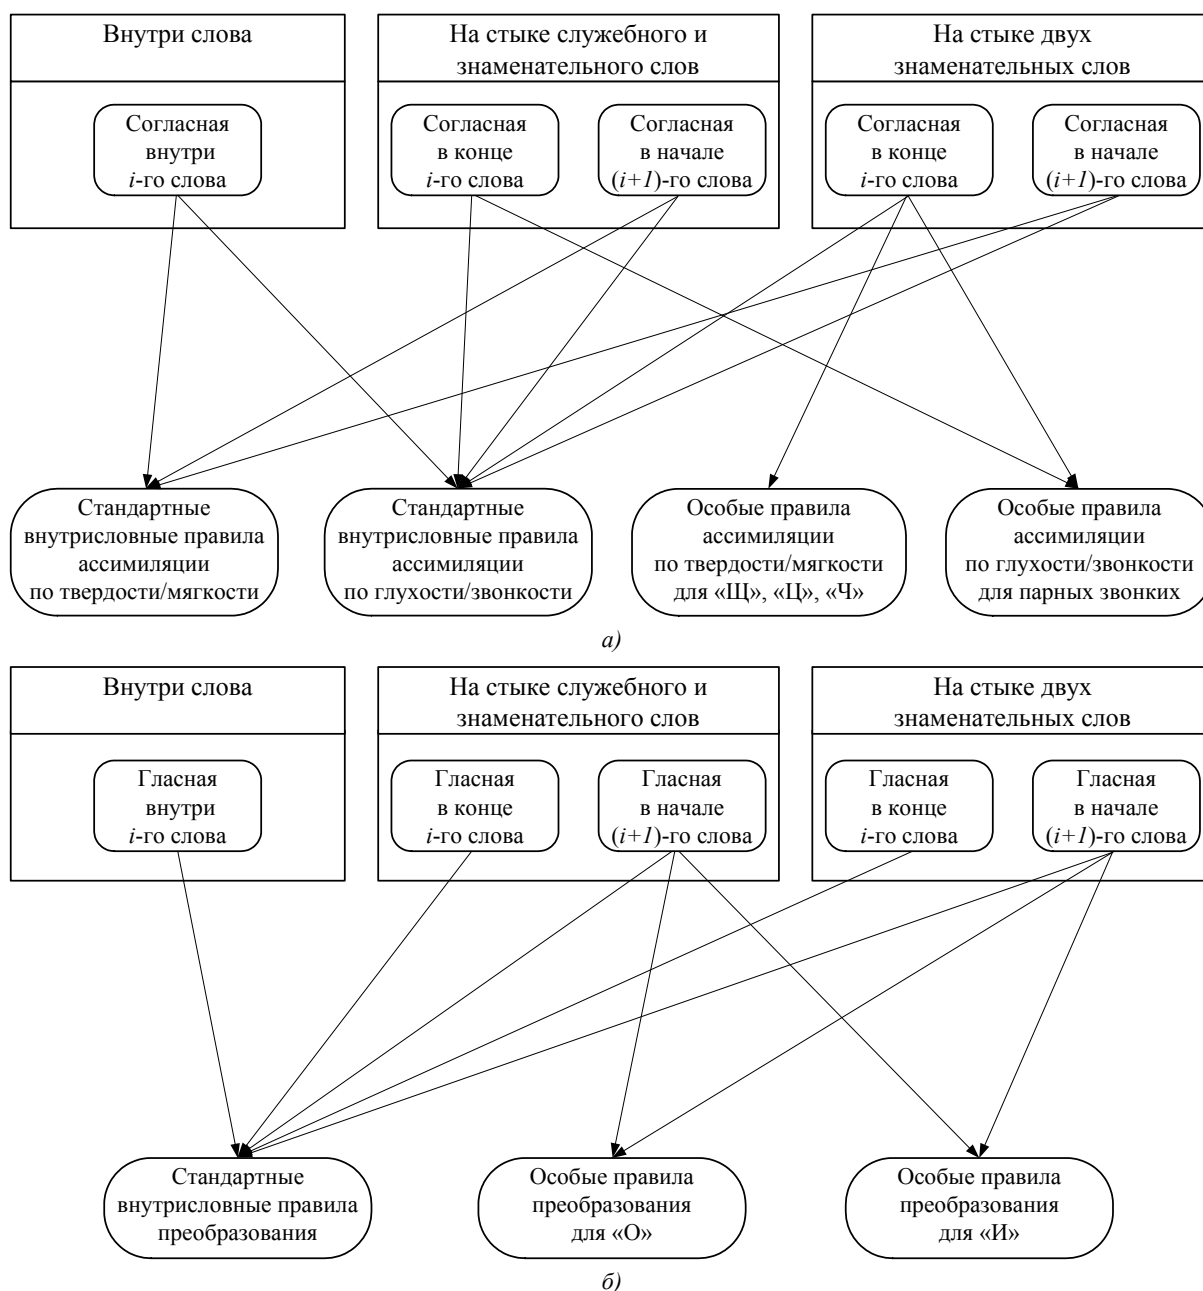 Внутри слова
На стыке служебного и
знаменательного слов
На стыке двух
знаменательных слов
Согласная
внутри
i-го слова
Согласная
в конце
i-го слова
Согласная
в начале
(i+1)-го слова
Согласная
в конце
i-го слова
Согласная
в начале
(i+1)-го слова
Стандартные
внутрисловные правила
ассимиляции
по твердости/мягкости
Стандартные
внутрисловные правила
ассимиляции
по глухости/звонкости
Особые правила
ассимиляции
по твердости/мягкости
для «Щ», «Ц», «Ч»
Особые правила
ассимиляции
по глухости/звонкости
для парных звонких
а)
Внутри слова
На стыке служебного и
знаменательного слов
На стыке двух
знаменательных слов
Гласная
внутри
i-го слова
Гласная
в конце
i-го слова
Гласная
в начале
(i+1)-го слова
Гласная
в конце
i-го слова
Гласная
в начале
(i+1)-го слова
Стандартные
внутрисловные правила
преобразования
Особые правила
преобразования
для «О»
Особые правила
преобразования
для «И»
б)